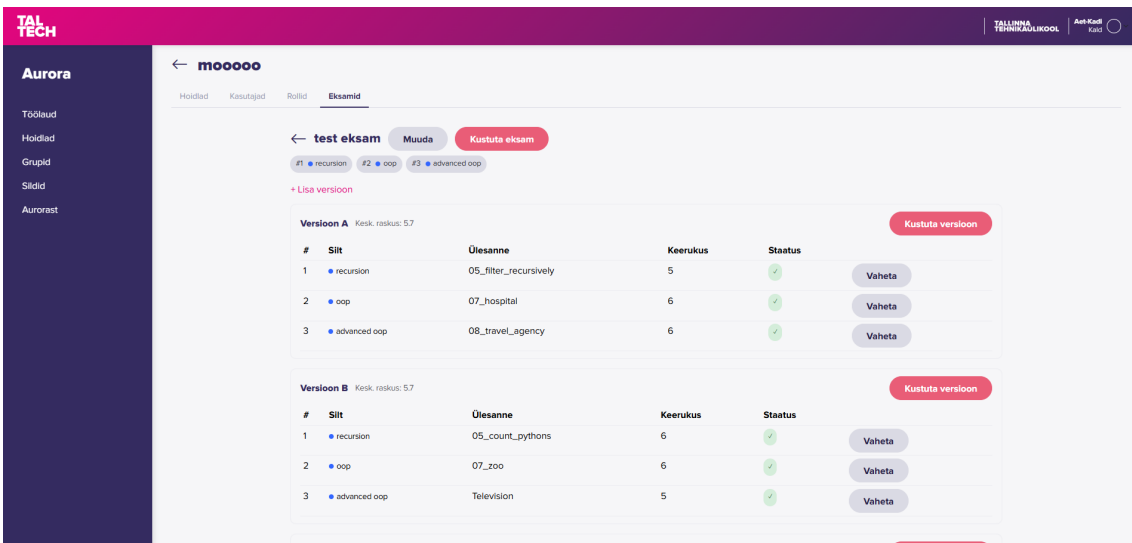 TAL
TECH
TALLINNA
TEHNIKAÜLIKOOL
Aet-Kadi
Kald
Aurora
Töölaud
Hoidlad
Grupid
Sildid
Aurorast
← mooooo
Hoidlad Kasutajad Rollid Eksamid
← test eksam Muuda Kustuta eksam
#1 recursion #2 oop #3 advanced oop
+ Lisa versioon
Versioon A Kesk. raskus: 5.7 Kustuta versioon
# Silt Ülesanne Keerukus Staatus
1 recursion 05_filter_recursively 5 ✓ Vaheta
2 oop 07_hospital 6 ✓ Vaheta
3 advanced oop 08_travel_agency 6 ✓ Vaheta
Versioon B Kesk. raskus: 5.7 Kustuta versioon
# Silt Ülesanne Keerukus Staatus
1 recursion 05_count_pythons 6 ✓ Vaheta
2 oop 07_zoo 6 ✓ Vaheta
3 advanced oop Television 5 ✓ Vaheta